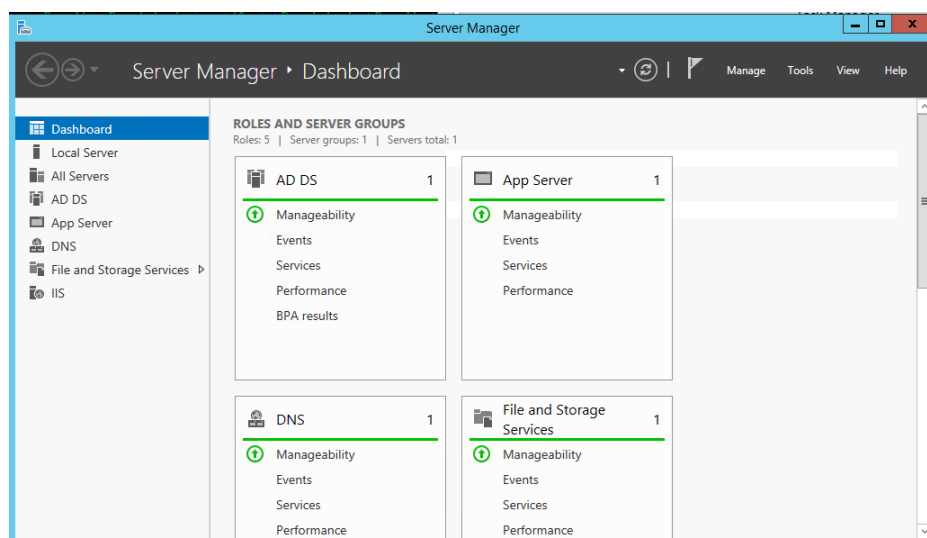 Server Manager
Server Manager ‣ Dashboard
Manage Tools View Help
Dashboard
Local Server
All Servers
AD DS
App Server
DNS
File and Storage Services
IIS
ROLES AND SERVER GROUPS
Roles: 5 | Server groups: 1 | Servers total: 1
AD DS 1
Manageability
Events
Services
Performance
BPA results
App Server 1
Manageability
Events
Services
Performance
DNS 1
Manageability
Events
Services
Performance
File and Storage
Services 1
Manageability
Events
Services
Performance